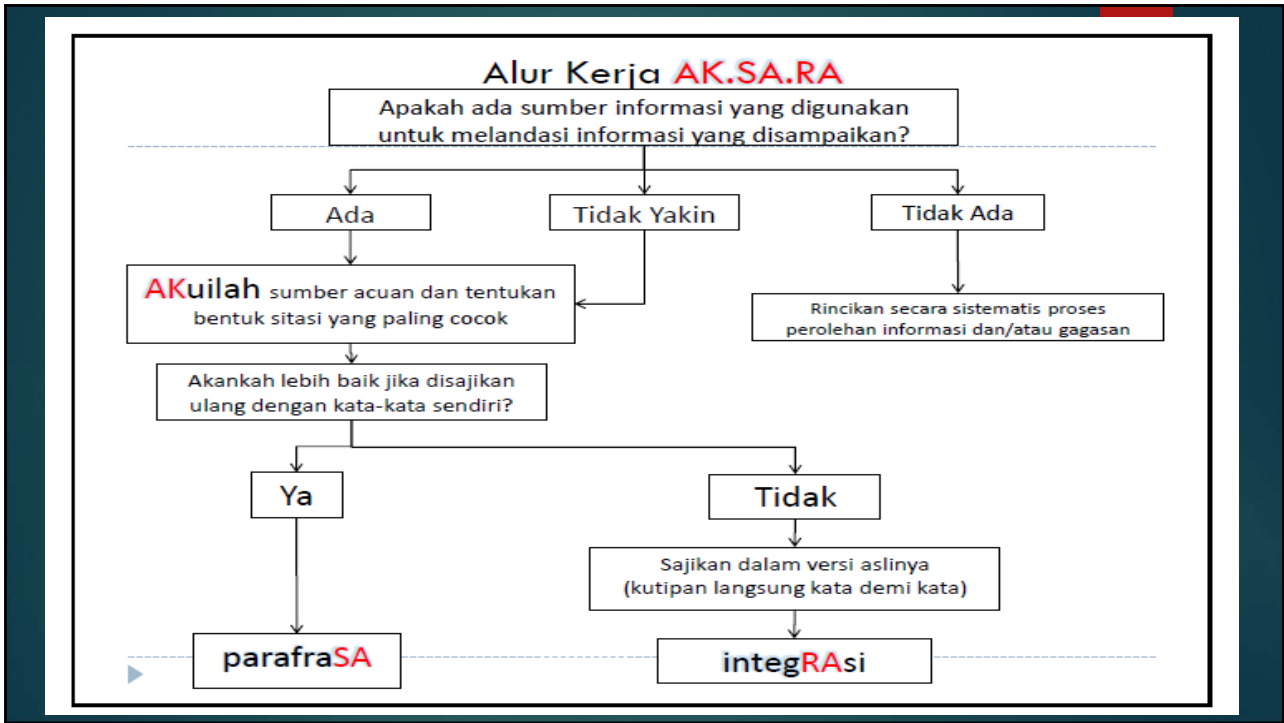 Alur Kerja AK.SA.RA
Apakah ada sumber informasi yang digunakan
untuk melandasi informasi yang disampaikan?
Ada
Tidak Yakin
Tidak Ada
AKuilah sumber acuan dan tentukan
bentuk sitasi yang paling cocok
Rincikan secara sistematis proses
perolehan informasi dan/atau gagasan
Akankah lebih baik jika disajikan
ulang dengan kata-kata sendiri?
Ya
Tidak
Sajikan dalam versi aslinya
(kutipan langsung kata demi kata)
parafraSA
integRAsi